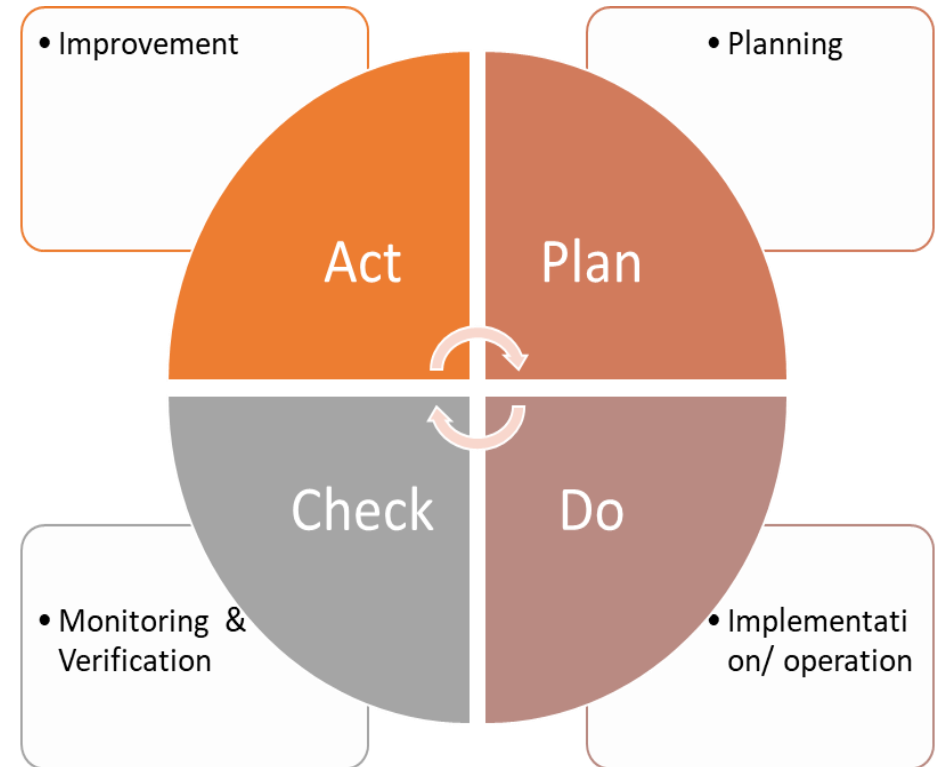 • Improvement
• Planning
Act
Plan
Check
Do
• Monitoring &
Verification
• Implementati
on/ operation